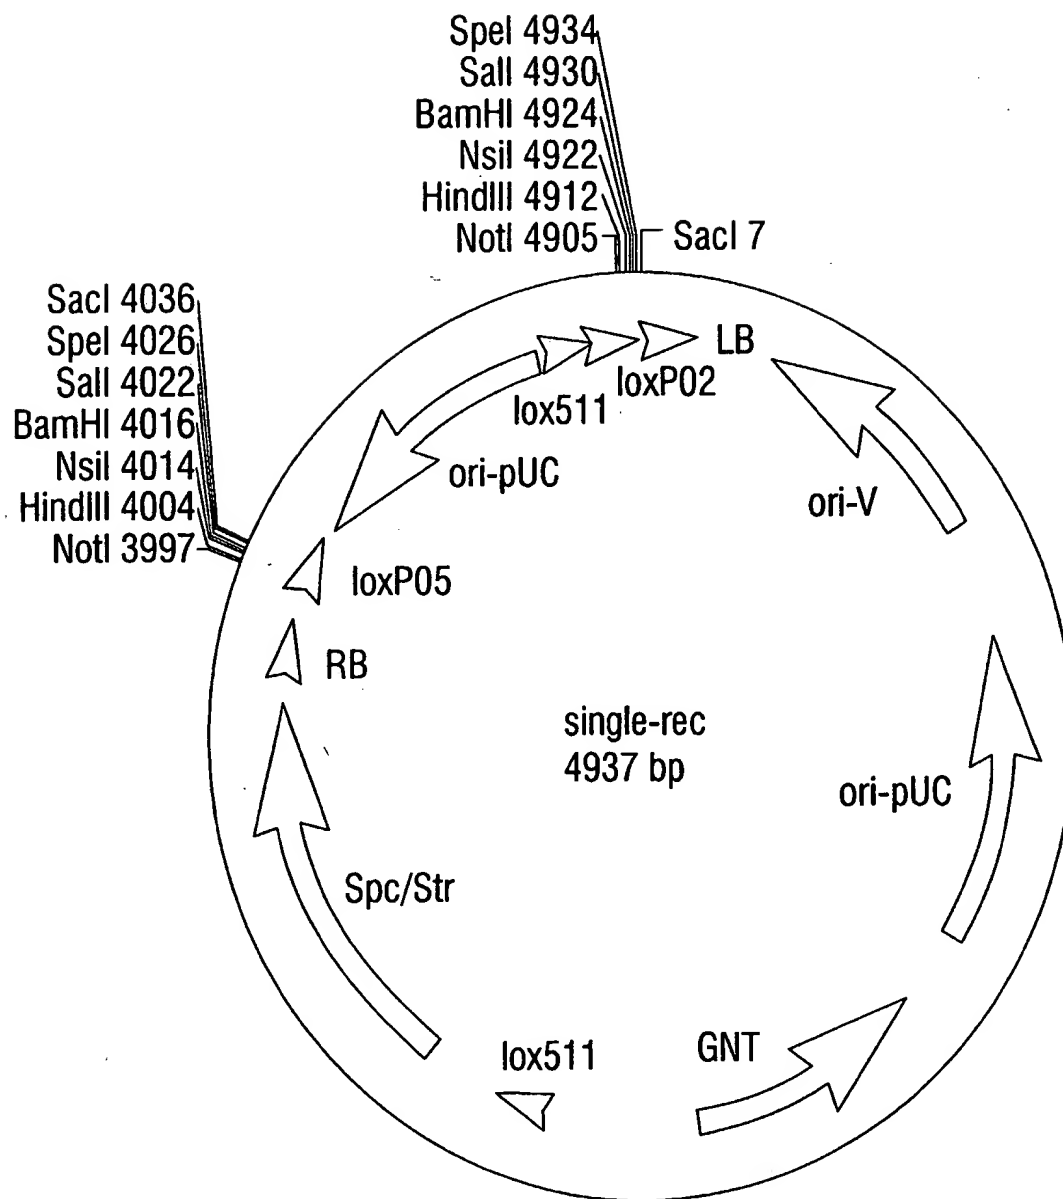 SpeI 4934
SalI 4930
BamHI 4924
NsiI 4922
HindIII 4912
NotI 4905
SacI 7
SacI 4036
SpeI 4026
SalI 4022
BamHI 4016
NsiI 4014
HindIII 4004
NotI 3997
LB
loxP02
lox511
ori-pUC
ori-V
loxP05
RB
single-rec
4937 bp
ori-pUC
Spc/Str
lox511
GNT